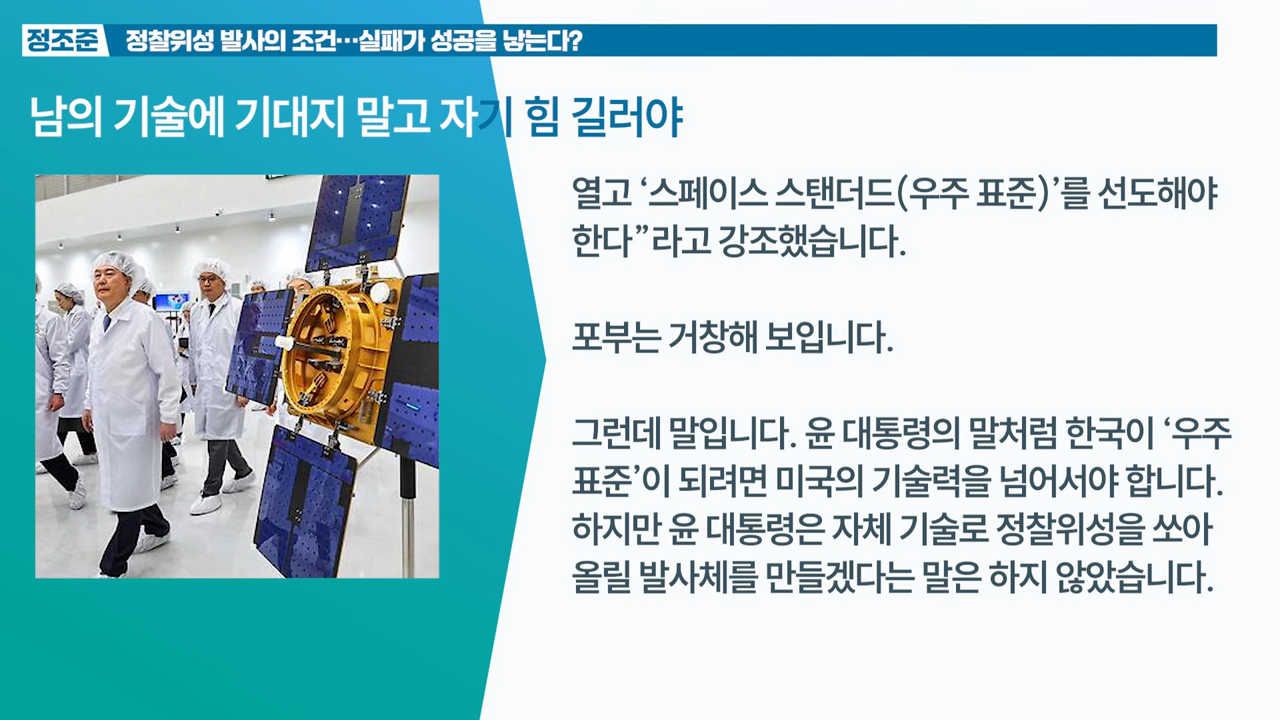 정조준 정찰위성 발사의 조건…실패가 성공을 낳는다?
남의 기술에 기대지 말고 자기 힘 길러야
열고 ‘스페이스 스탠더드(우주 표준)’를 선도해야
한다”라고 강조했습니다.
포부는 거창해 보입니다.
그런데 말입니다. 윤 대통령의 말처럼 한국이 ‘우주
표준’이 되려면 미국의 기술력을 넘어서야 합니다.
하지만 윤 대통령은 자체 기술로 정찰위성을 쏘아
올릴 발사체를 만들겠다는 말은 하지 않았습니다.